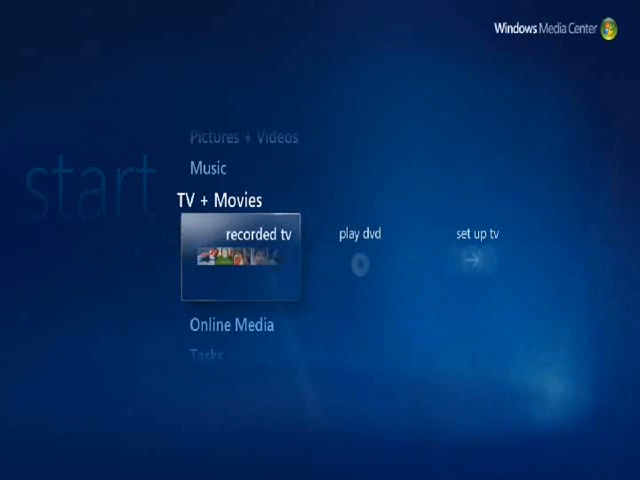 Windows Media Center
Pictures + Videos
start
Music
TV + Movies
recorded tv
play dvd
set up tv
Online Media
Tasks